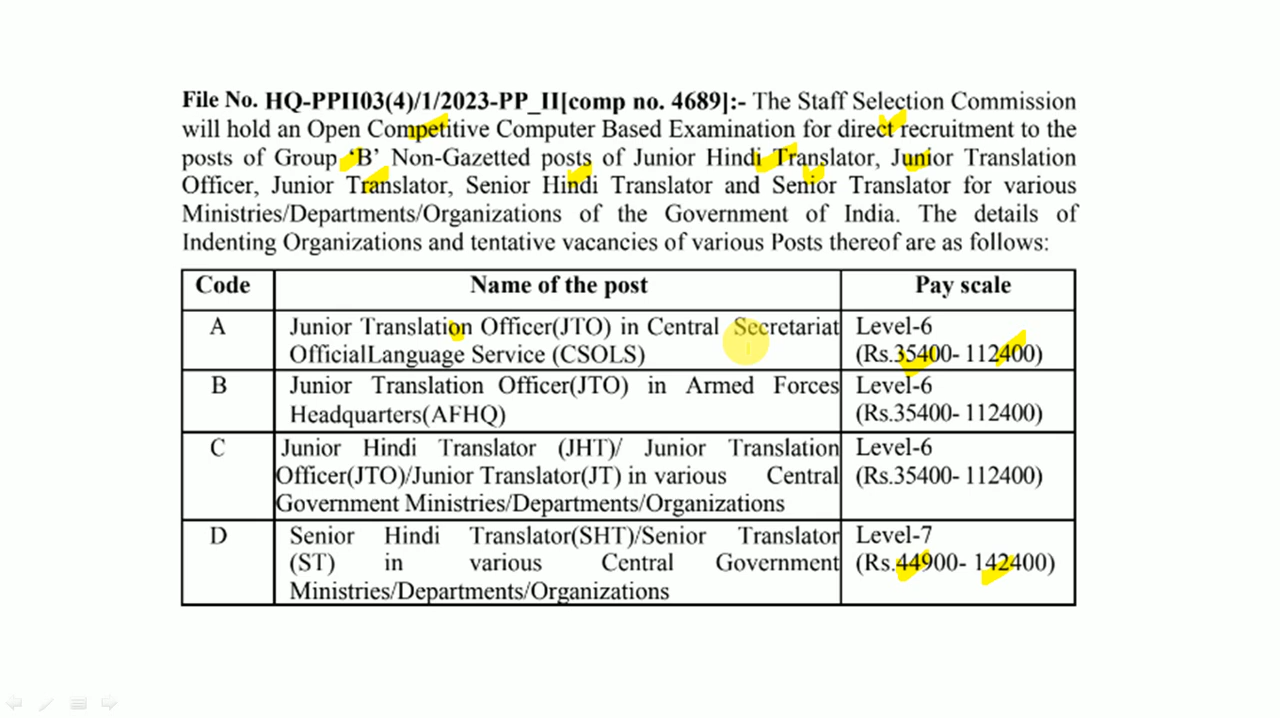 File No. HQ-PPII03(4)/1/2023-PP_II[comp no. 4689]:- The Staff Selection Commission
will hold an Open Competitive Computer Based Examination for direct recruitment to the
posts of Group ‘B’ Non-Gazetted posts of Junior Hindi Translator, Junior Translation
Officer, Junior Translator, Senior Hindi Translator and Senior Translator for various
Ministries/Departments/Organizations of the Government of India. The details of
Indenting Organizations and tentative vacancies of various Posts thereof are as follows:
Code Name of the post Pay scale
A Junior Translation Officer(JTO) in Central Secretariat Level-6
OfficialLanguage Service (CSOLS) (Rs.35400- 112400)
B Junior Translation Officer(JTO) in Armed Forces Level-6
Headquarters(AFHQ) (Rs.35400- 112400)
C Junior Hindi Translator (JHT)/ Junior Translation Level-6
Officer(JTO)/Junior Translator(JT) in various Central (Rs.35400- 112400)
Government Ministries/Departments/Organizations
D Senior Hindi Translator(SHT)/Senior Translator Level-7
(ST) in various Central Government (Rs.44900- 142400)
Ministries/Departments/Organizations